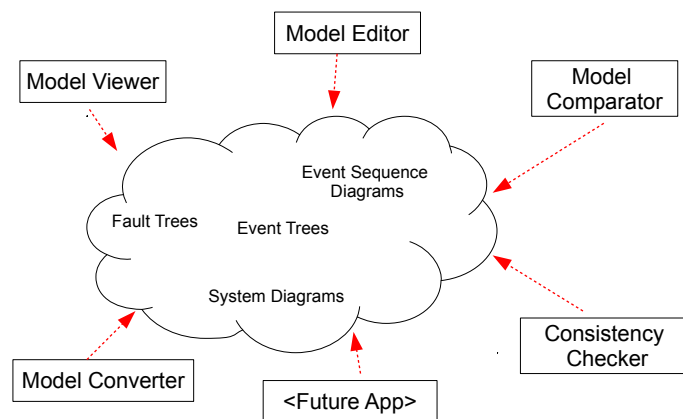 Model Editor
Model Viewer
Model
Comparator
Event Sequence
Diagrams
Fault Trees
Event Trees
System Diagrams
Consistency
Checker
Model Converter
<Future App>